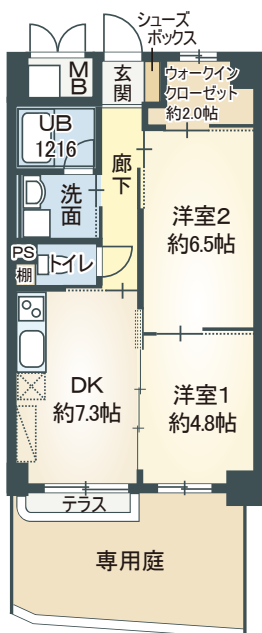 シューズ
ボックス
MB
玄関
ウォークイン
クローゼット
約2.0帖
UB
1216
廊下
洗面
洋室2
約6.5帖
PS
棚
トイレ
DK
約7.3帖
洋室1
約4.8帖
テラス
専用庭